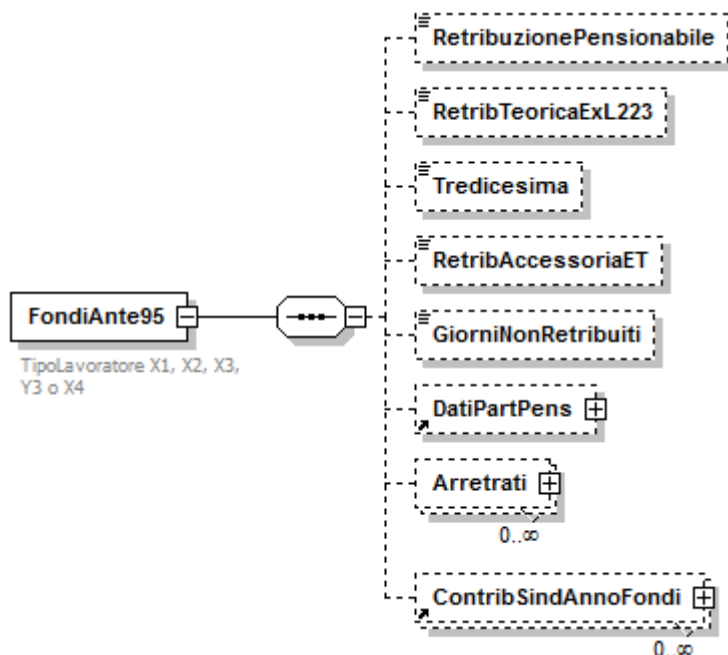 RetribuzionePensionabile
RetribTeoricaExL223
Tredicesima
RetribAccessoriaET
FondiAnte95
TipoLavoratore X1, X2, X3,
Y3 o X4
GiorniNonRetribuiti
DatiPartPens
Arretrati
0..∞
ContribSindAnnoFondi
0..∞